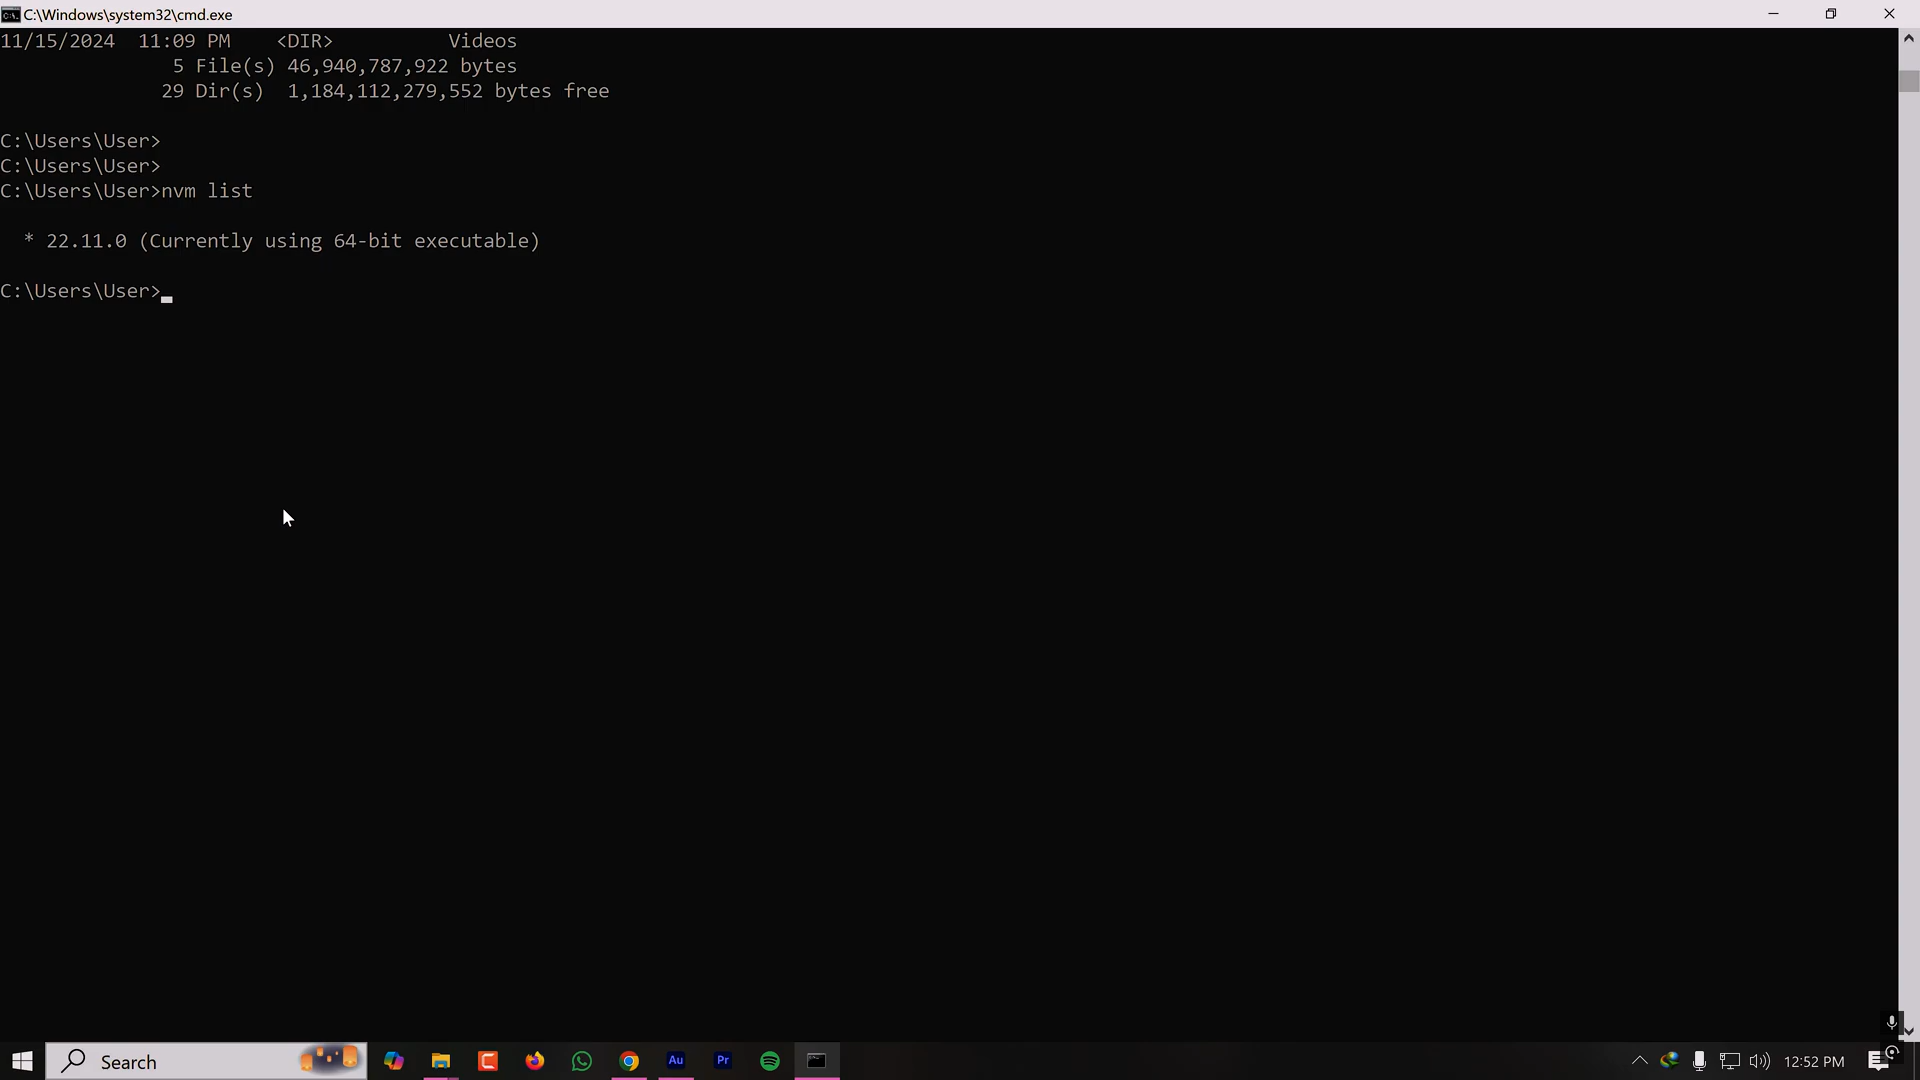 C:\Windows\system32\cmd.exe
11/15/2024  11:09 PM    <DIR>          Videos
               5 File(s) 46,940,787,922 bytes
              29 Dir(s)  1,184,112,279,552 bytes free
C:\Users\User>
C:\Users\User>
C:\Users\User>nvm list
  * 22.11.0 (Currently using 64-bit executable)
C:\Users\User>
Search
Au
Pr
12:52 PM